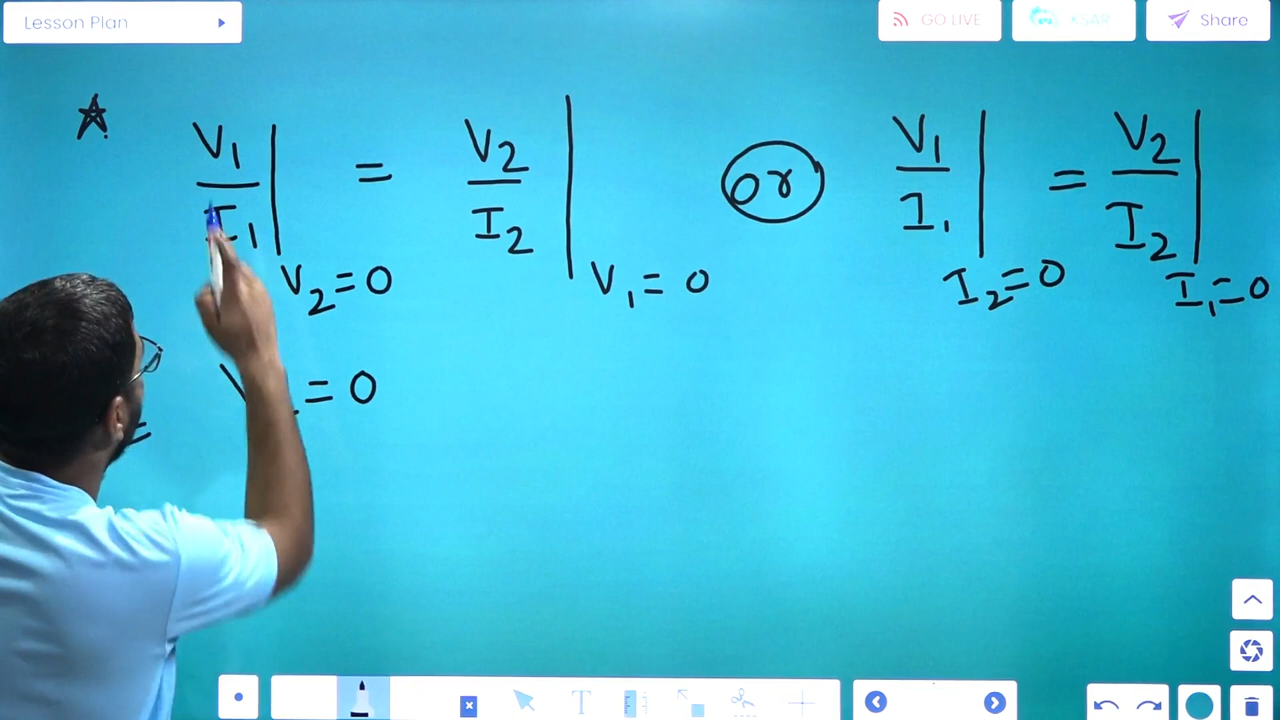 Lesson Plan
GO LIVE
KSAR
Share
V1/I1 | V2=0 = V2/I2 | V1=0 or V1/I1 | I2=0 = V2/I2 | I1=0
= 0
T